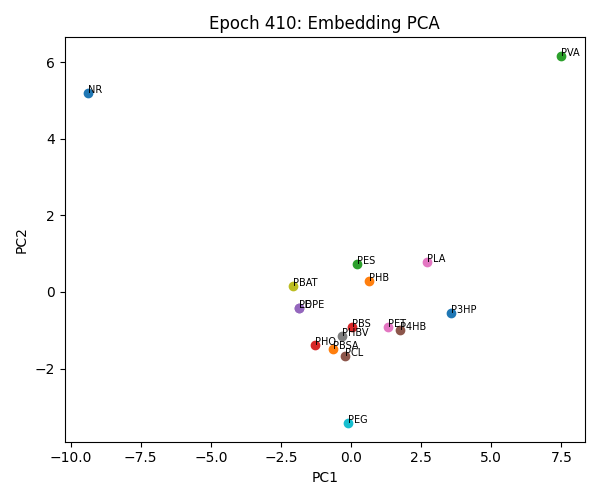 Epoch 410: Embedding PCA
PVA
NR
PES
PLA
PHB
PBAT
P3HP
PBS
PET
P4HB
PHBV
PHO
PBSA
PCL
PEG
6
4
2
0
−2
PC2
−10.0 −7.5 −5.0 −2.5 0.0 2.5 5.0 7.5
PC1